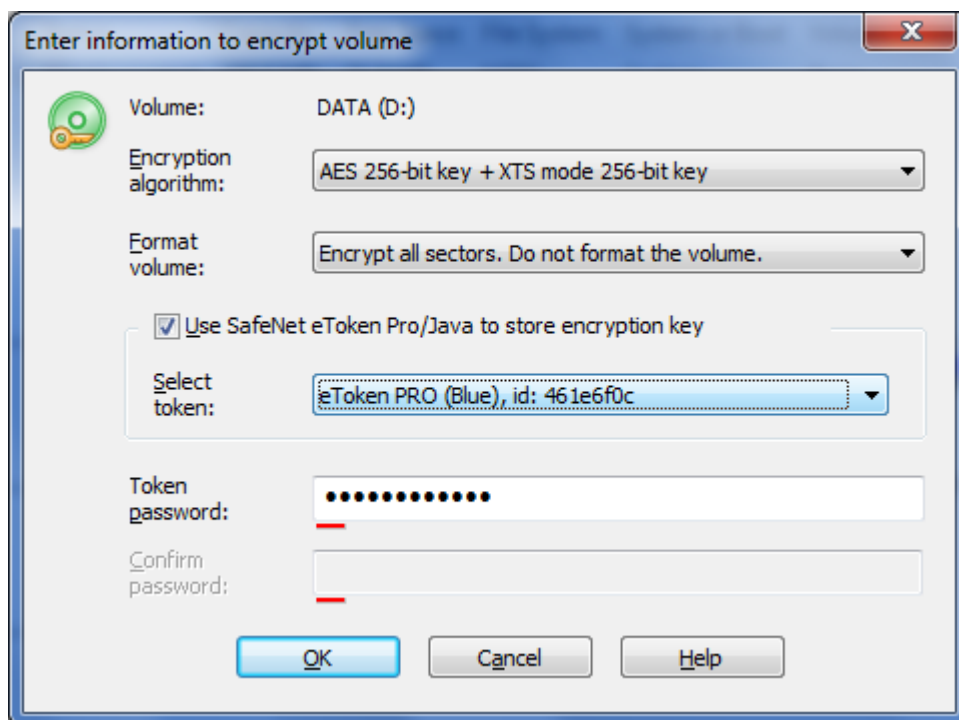 Enter information to encrypt volume
Volume: DATA (D:)
Encryption
algorithm:
AES 256-bit key + XTS mode 256-bit key
Format
volume:
Encrypt all sectors. Do not format the volume.
Use SafeNet eToken Pro/Java to store encryption key
Select
token:
eToken PRO (Blue), id: 461e6f0c
Token
password:
••••••••••••
Confirm
password:
OK Cancel Help